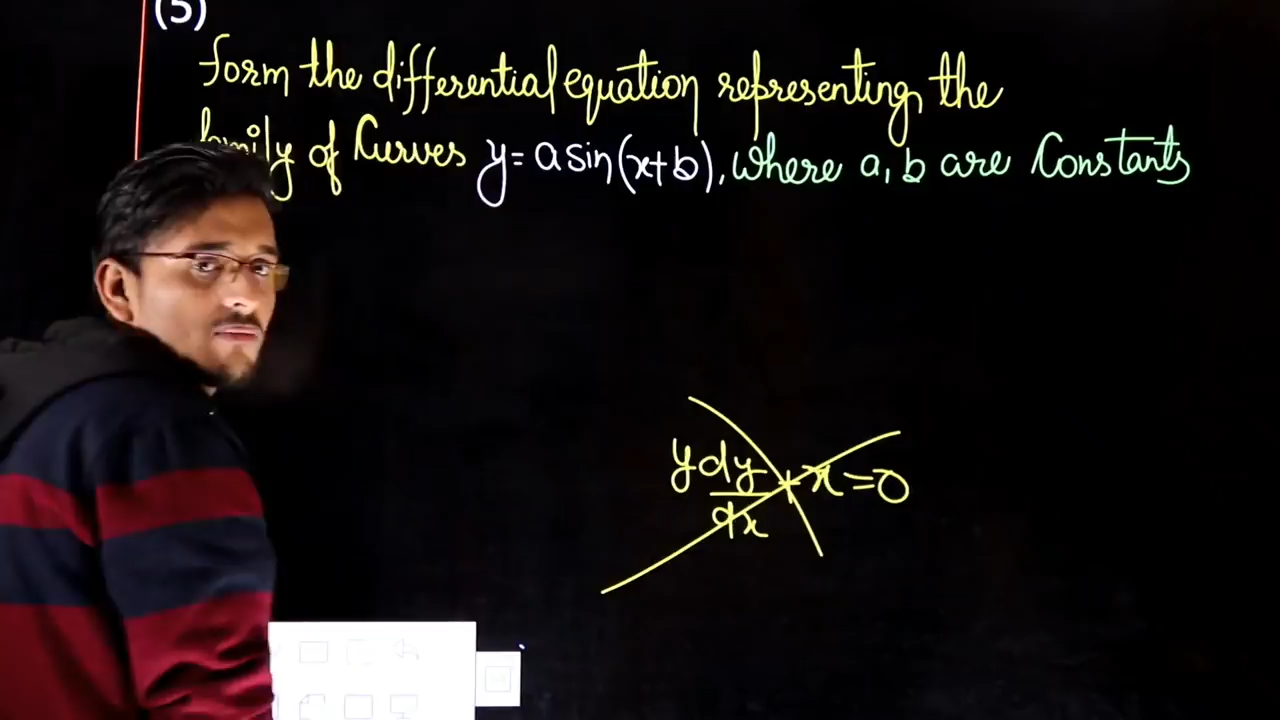 (5)
Form the differential equation representing the
family of Curves y = a sin(x+b), where a, b are Constants
y dy/dx + x = 0